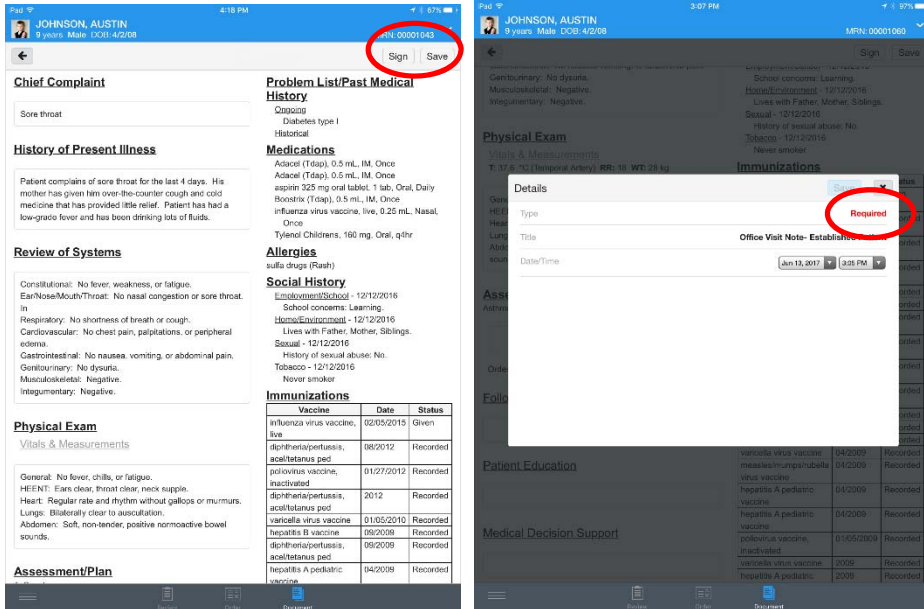 iPad
4:18 PM
67%
JOHNSON, AUSTIN
9 years Male DOB:4/2/08
MRN:00001043
Sign
Save
Chief Complaint
Sore throat
History of Present Illness
Patient complains of sore throat for the last 4 days. His
mother has given him over-the-counter cough and cold
medicine that has provided little relief. Patient has had a
low-grade fever and has been drinking lots of fluids.
Review of Systems
Constitutional: No fever, weakness, or fatigue.
Ear/Nose/Mouth/Throat: No nasal congestion or sore throat.
In
Respiratory: No shortness of breath or cough.
Cardiovascular: No chest pain, palpitations, or peripheral
edema.
Gastrointestinal: No nausea, vomiting, or abdominal pain.
Genitourinary: No dysuria.
Musculoskeletal: Negative.
Integumentary: Negative.
Physical Exam
Vitals & Measurements
General: No fever, chills, or fatigue.
HEENT: Ears clear, throat clear, neck supple.
Heart: Regular rate and rhythm without gallops or murmurs.
Lungs: Bilaterally clear to auscultation.
Abdomen: Soft, non-tender, positive normoactive bowel
sounds.
Assessment/Plan
Problem List/Past Medical
History
Ongoing
Diabetes type I
Historical
Medications
Adacel (Tdap), 0.5 mL, IM, Once
Adacel (Tdap), 0.5 mL, IM, Once
aspirin 325 mg oral tablet, 1 tab, Oral, Daily
Boostrix (Tdap), 0.5 mL, IM, Once
influenza virus vaccine, live, 0.25 mL, Nasal,
Once
Tylenol Childrens, 160 mg, Oral, q4hr
Allergies
sulfa drugs (Rash)
Social History
Employment/School - 12/12/2016
School concerns: Learning.
Home/Environment - 12/12/2016
Lives with Father, Mother, Siblings.
Sexual - 12/12/2016
History of sexual abuse: No.
Tobacco - 12/12/2016
Never smoker
Immunizations
Vaccine Date Status
influenza virus vaccine, live 02/05/2015 Given
diphtheria/pertussis, acel/tetanus ped 08/2012 Recorded
poliovirus vaccine, inactivated 01/27/2012 Recorded
diphtheria/pertussis, acel/tetanus ped 2012 Recorded
varicella virus vaccine 01/05/2010 Recorded
hepatitis B vaccine 09/2009 Recorded
diphtheria/pertussis, acel/tetanus ped 09/2009 Recorded
hepatitis A pediatric vaccine 04/2009 Recorded
Review
Order
Document
iPad
3:07 PM
97%
JOHNSON, AUSTIN
9 years Male DOB:4/2/08
MRN:00001060
Sign
Save
Genitourinary: No dysuria.
Musculoskeletal: Negative.
Integumentary: Negative.
Physical Exam
Vitals & Measurements
T: 37.6 °C (Temporal Artery) RR: 18 WT: 28 kg
School concerns: Learning.
Home/Environment - 12/12/2016
Lives with Father, Mother, Siblings.
Sexual - 12/12/2016
History of sexual abuse: No.
Tobacco - 12/12/2016
Never smoker
Immunizations
Details
Save
Type
Required
Title
Office Visit Note- Established
Date/Time
Jun 13, 2017
3:05 PM
Patient Education
Medical Decision Support
varicella virus vaccine 04/2009 Recorded
measles/mumps/rubella virus vaccine 04/2009 Recorded
hepatitis A pediatric vaccine 04/2009 Recorded
hepatitis A pediatric vaccine 04/2009 Recorded
poliovirus vaccine, inactivated 01/05/2009 Recorded
varicella virus vaccine 2009 Recorded
hepatitis A pediatric 2009 Recorded
Review
Order
Document